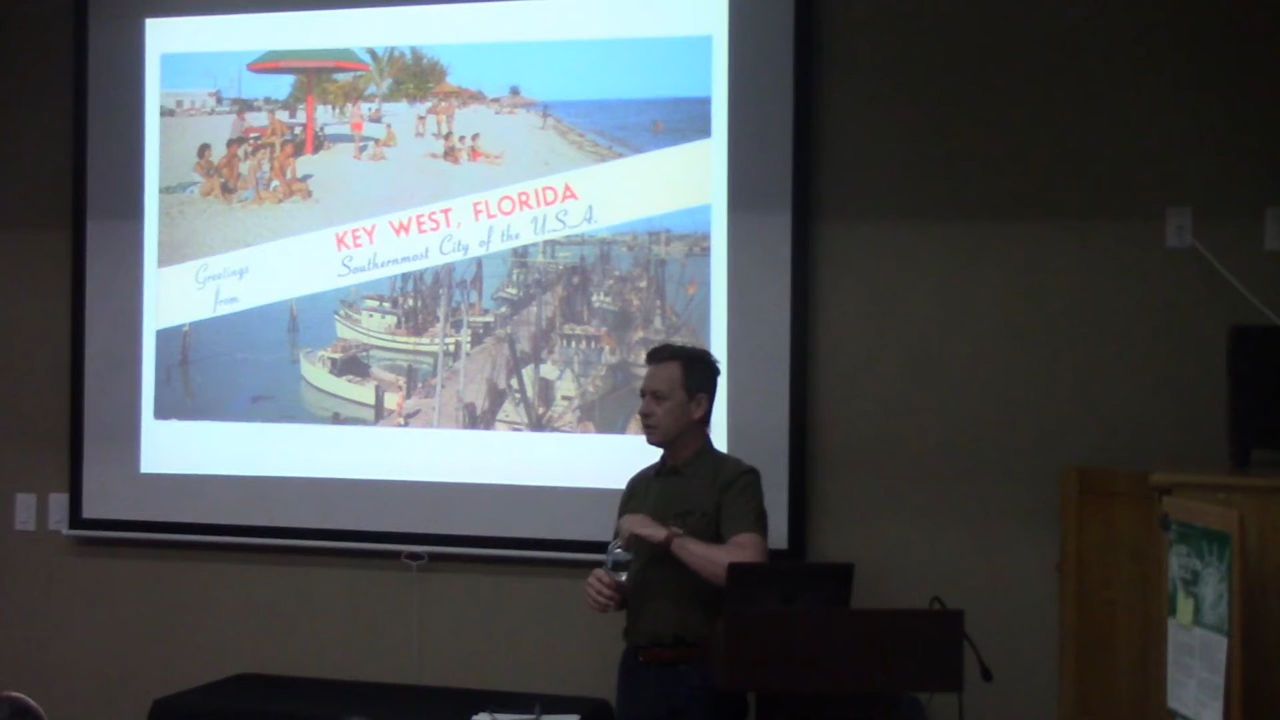 KEY WEST, FLORIDA
Southernmost City of the U.S.A.
Greetings
from